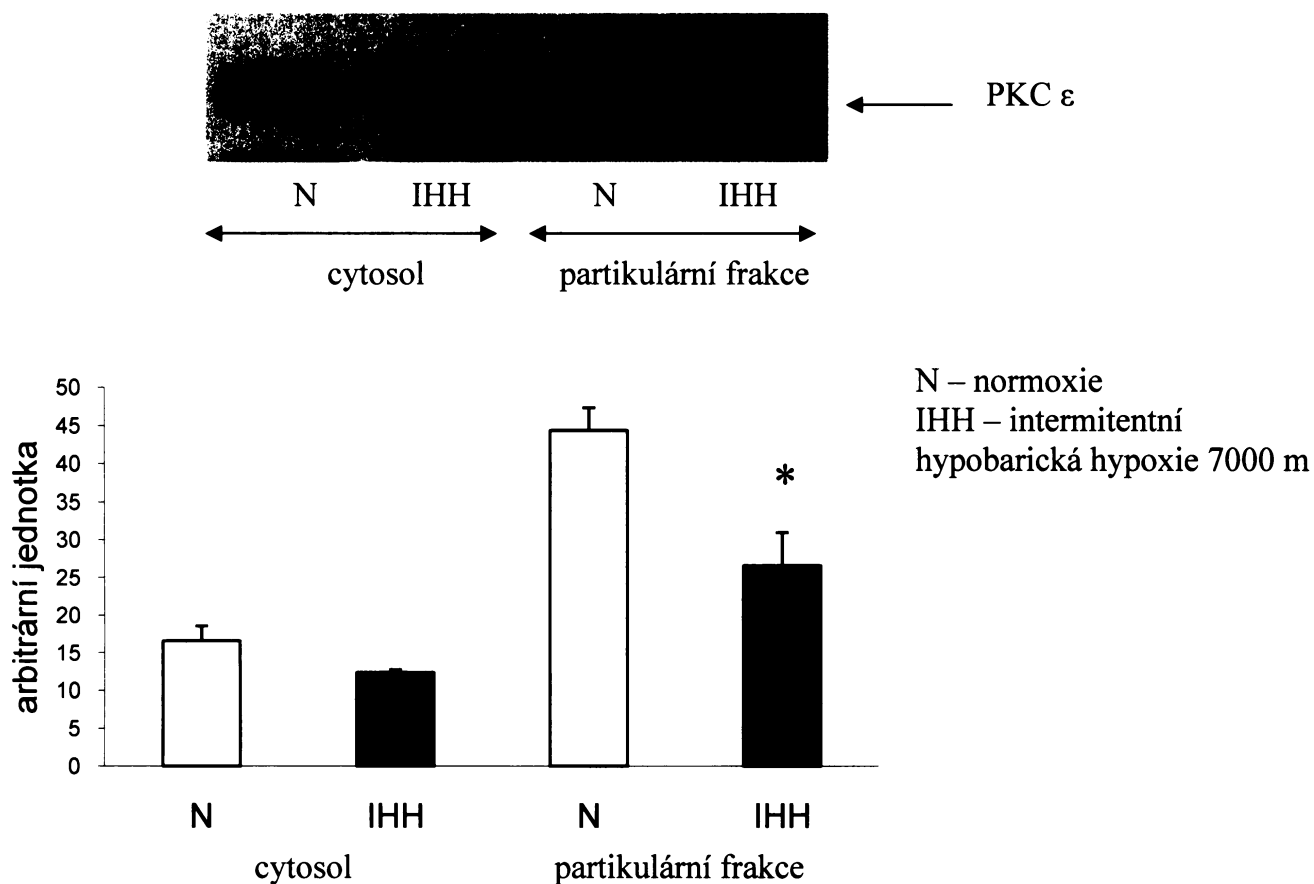 PKC ε
N IHH N IHH
cytosol partikulární frakce
N – normoxie
IHH – intermitentní
hypobarická hypoxie 7000 m
arbitrární jednotka
50
45
40
35
30
25
20
15
10
5
0
*
N IHH N IHH
cytosol partikulární frakce